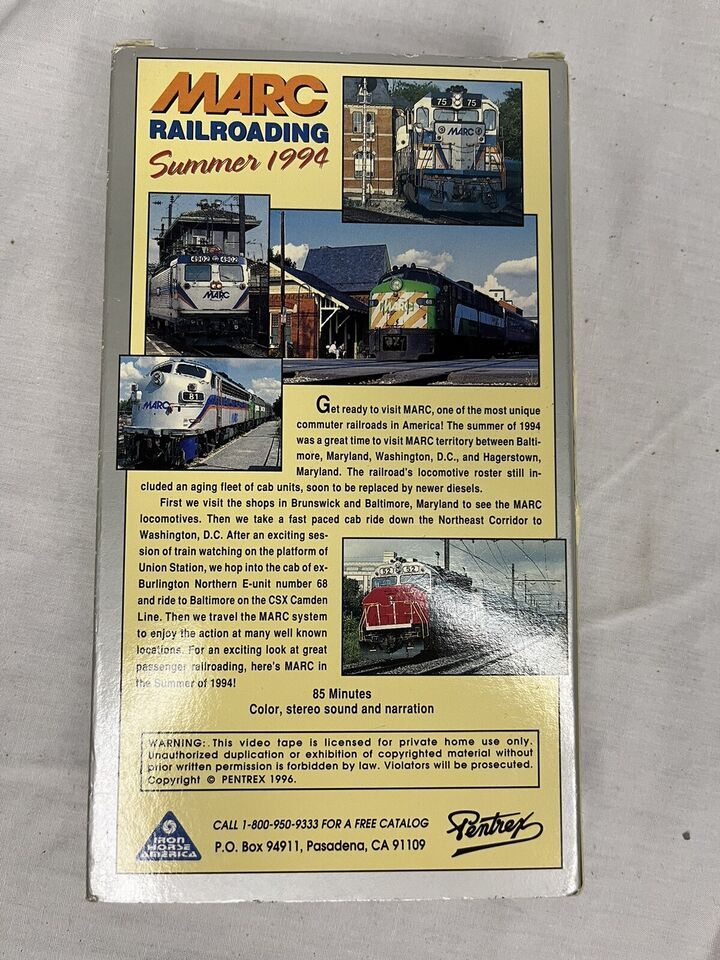 MARC
RAILROADING
Summer 1994
75 75
MARC
4902 4902
MARC
68
MARC
81
MARC
Get ready to visit MARC, one of the most unique
commuter railroads in America! The summer of 1994
was a great time to visit MARC territory between Balti-
more, Maryland, Washington, D.C., and Hagerstown,
Maryland. The railroad's locomotive roster still in-
cluded an aging fleet of cab units, soon to be replaced by newer diesels.
First we visit the shops in Brunswick and Baltimore, Maryland to see the MARC
locomotives. Then we take a fast paced cab ride down the Northeast Corridor to
Washington, D.C. After an exciting ses-
sion of train watching on the platform of
Union Station, we hop into the cab of ex-
Burlington Northern E-unit number 68
and ride to Baltimore on the CSX Camden
Line. Then we travel the MARC system
to enjoy the action at many well known
locations. For an exciting look at great
passenger railroading, here's MARC in
the Summer of 1994!
52 52
85 Minutes
Color, stereo sound and narration
WARNING: This video tape is licensed for private home use only.
Unauthorized duplication or exhibition of copyrighted material without
prior written permission is forbidden by law. Violators will be prosecuted.
Copyright © PENTREX 1996.
IRON
HORSE
AMERICA
CALL 1-800-950-9333 FOR A FREE CATALOG
P.O. Box 94911, Pasadena, CA 91109
Pentrex